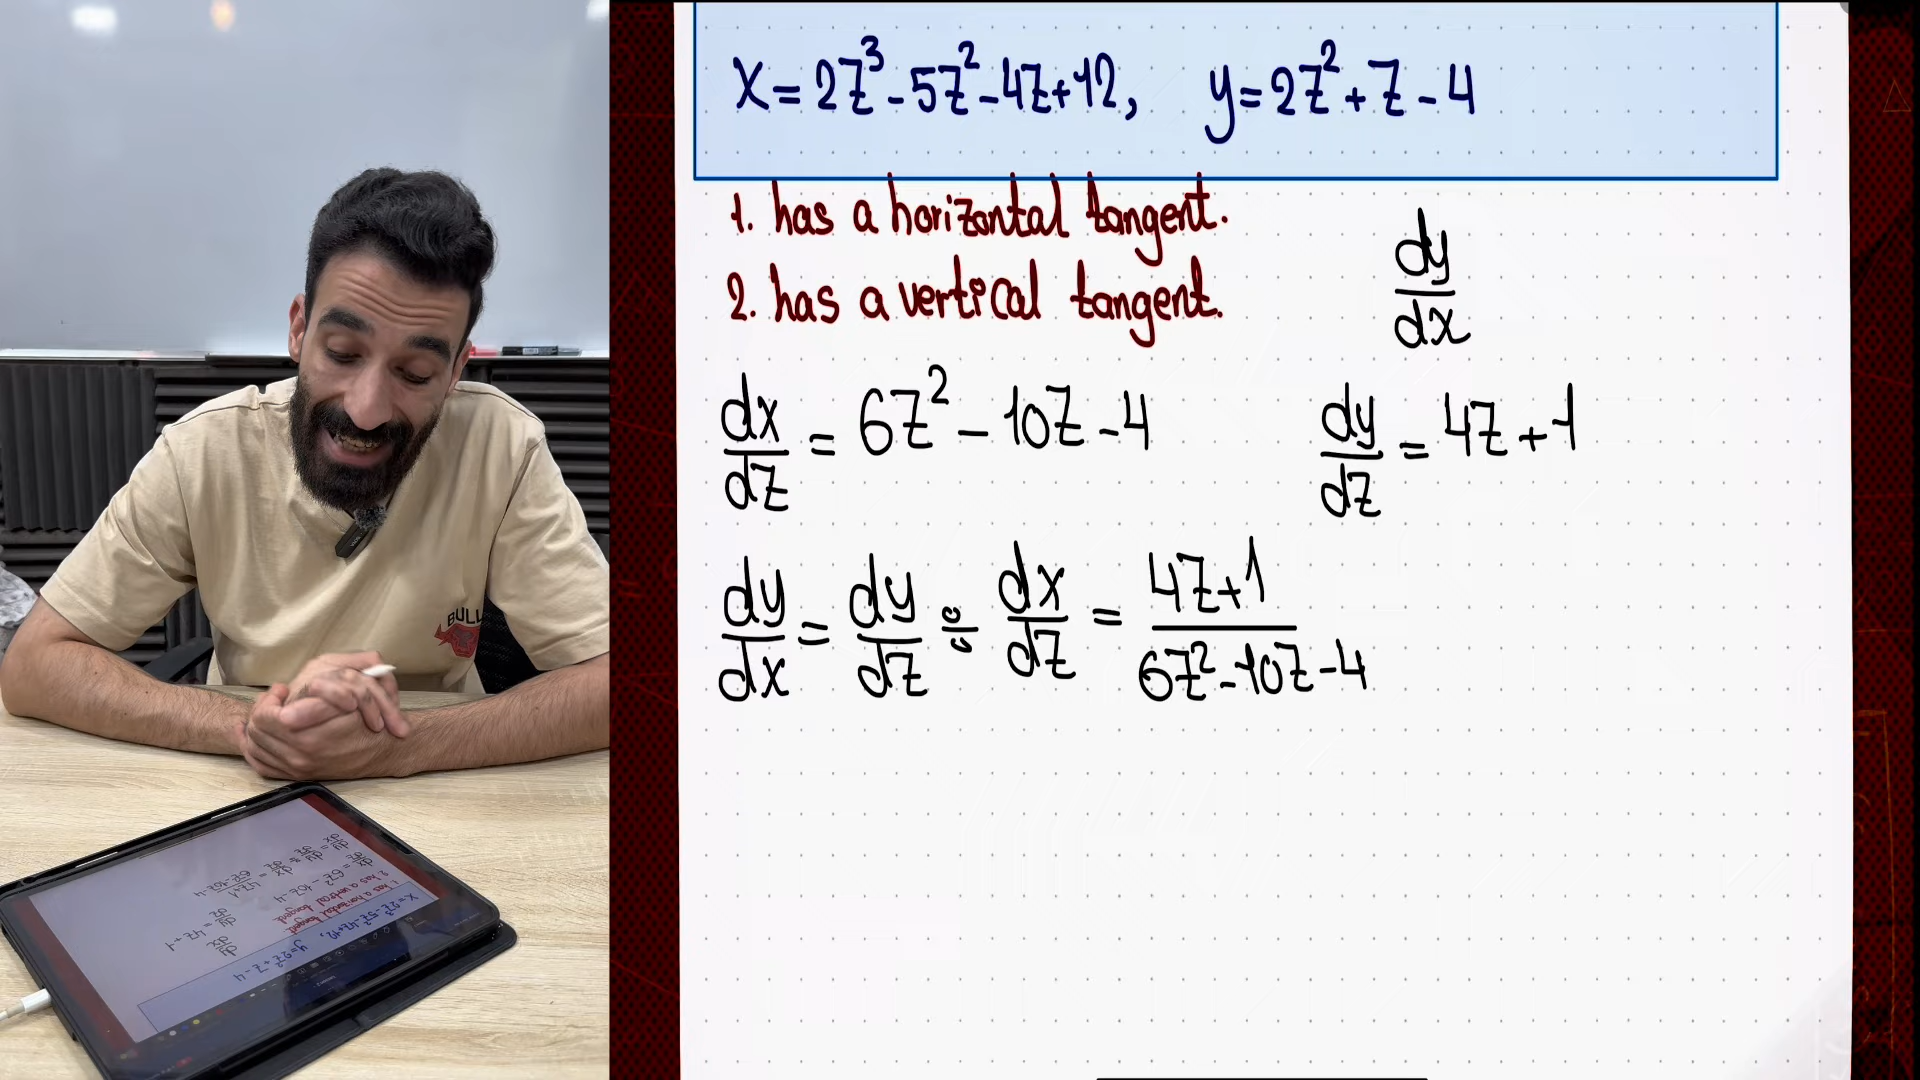 x=2z³-5z²-4z+12, y=2z²+z-4
1. has a horizontal tangent.
2. has a vertical tangent.
dy/dx
dx/dz = 6z² - 10z - 4 dy/dz = 4z + 1
dy/dx = dy/dz ÷ dx/dz = (4z+1)/(6z²-10z-4)
BULL